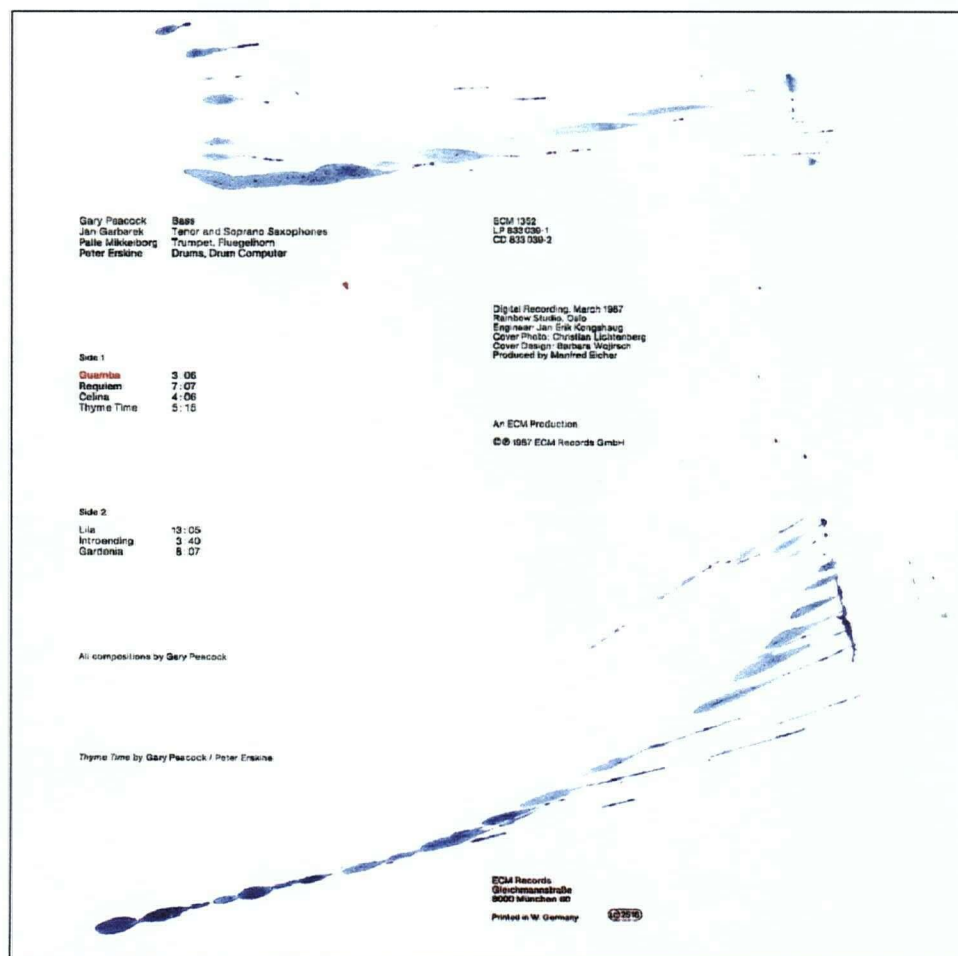 Gary Peacock Bass
Jan Garbarek Tenor and Soprano Saxophones
Palle Mikkelborg Trumpet, Fluegelhorn
Peter Erskine Drums, Drum Computer
ECM 1352
LP 833 039-1
CD 833 039-2
Digital Recording, March 1987
Rainbow Studio, Oslo
Engineer: Jan Erik Kongshaug
Cover Photo: Christian Lichtenberg
Cover Design: Barbara Wojirsch
Produced by Manfred Eicher
Side 1
Guamba 3:06
Requiem 7:07
Celina 4:06
Thyme Time 5:15
An ECM Production
©℗ 1987 ECM Records GmbH
Side 2
Lila 13:05
Introending 3:40
Gardenia 8:07
All compositions by Gary Peacock
Thyme Time by Gary Peacock / Peter Erskine
ECM Records
Gleichmannstraße
8000 München 60
Printed in W. Germany